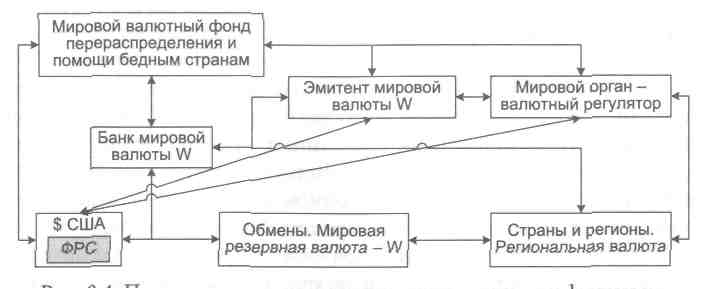 Мировой валютный фонд
перераспределения и
помощи бедным странам
Эмитент мировой
валюты W
Мировой орган –
валютный регулятор
Банк мировой
валюты W
$ США
ФРС
Обмены. Мировая
резервная валюта – W
Страны и регионы.
Региональная валюта